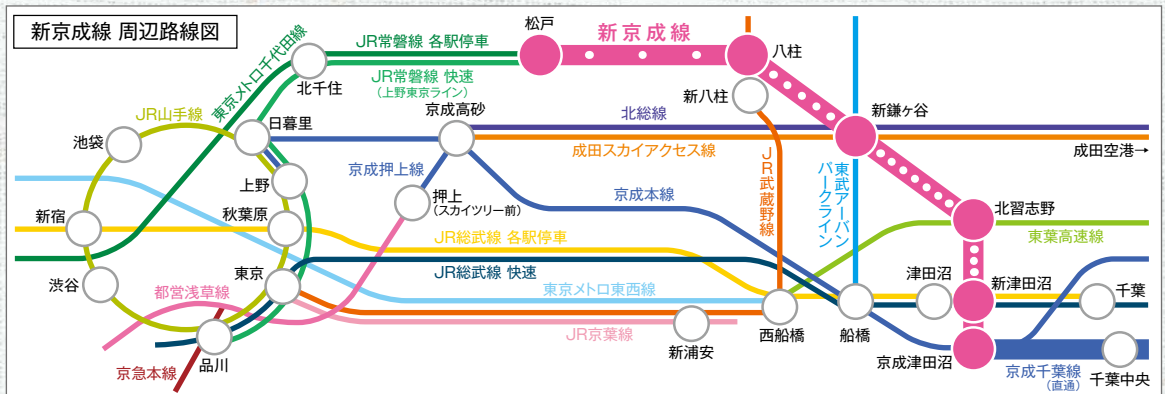 新京成線 周辺路線図
松戸
新京成線
八柱
JR常磐線 各駅停車
JR常磐線 快速
(上野東京ライン)
北千住
東京メトロ千代田線
新八柱
JR山手線
日暮里
京成高砂
北総線
新鎌ヶ谷
池袋
成田スカイアクセス線
成田空港→
京成押上線
上野
押上
(スカイツリー前)
京成本線
JR武蔵野線
東武アーバン
パークライン
新宿
秋葉原
北習志野
JR総武線 各駅停車
東葉高速線
JR総武線 快速
東京
渋谷
都営浅草線
東京メトロ東西線
津田沼
新津田沼
千葉
JR京葉線
西船橋
船橋
新浦安
品川
京成津田沼
京急本線
京成千葉線
(直通)
千葉中央